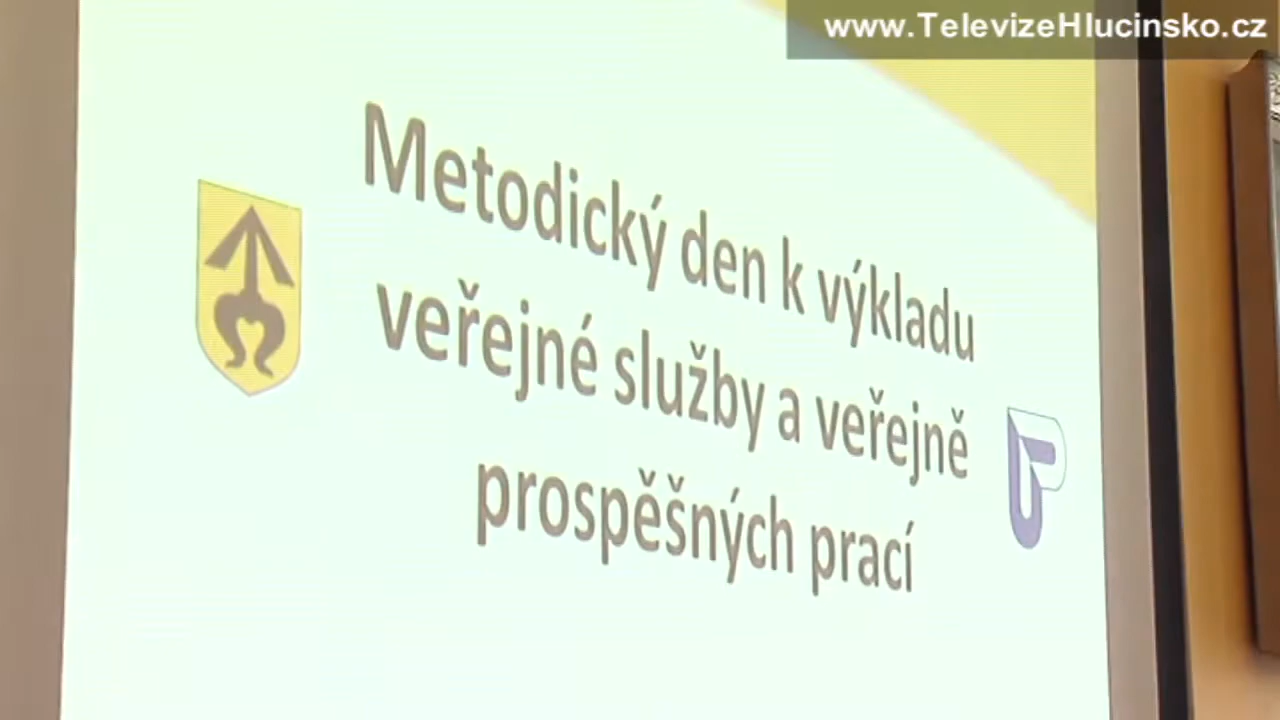 www.TelevizeHlucinsko.cz
Metodický den k výkladu
veřejné služby a veřejně
prospěšných prací